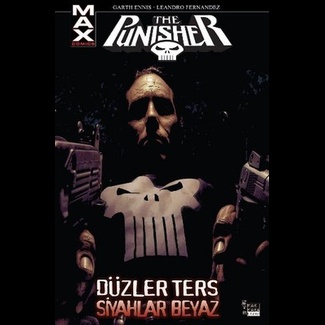 GARTH ENNIS • LEANDRO FERNANDEZ
MAX
COMICS
THE
PUNISHER
DÜZLER TERS
SİYAHLAR BEYAZ